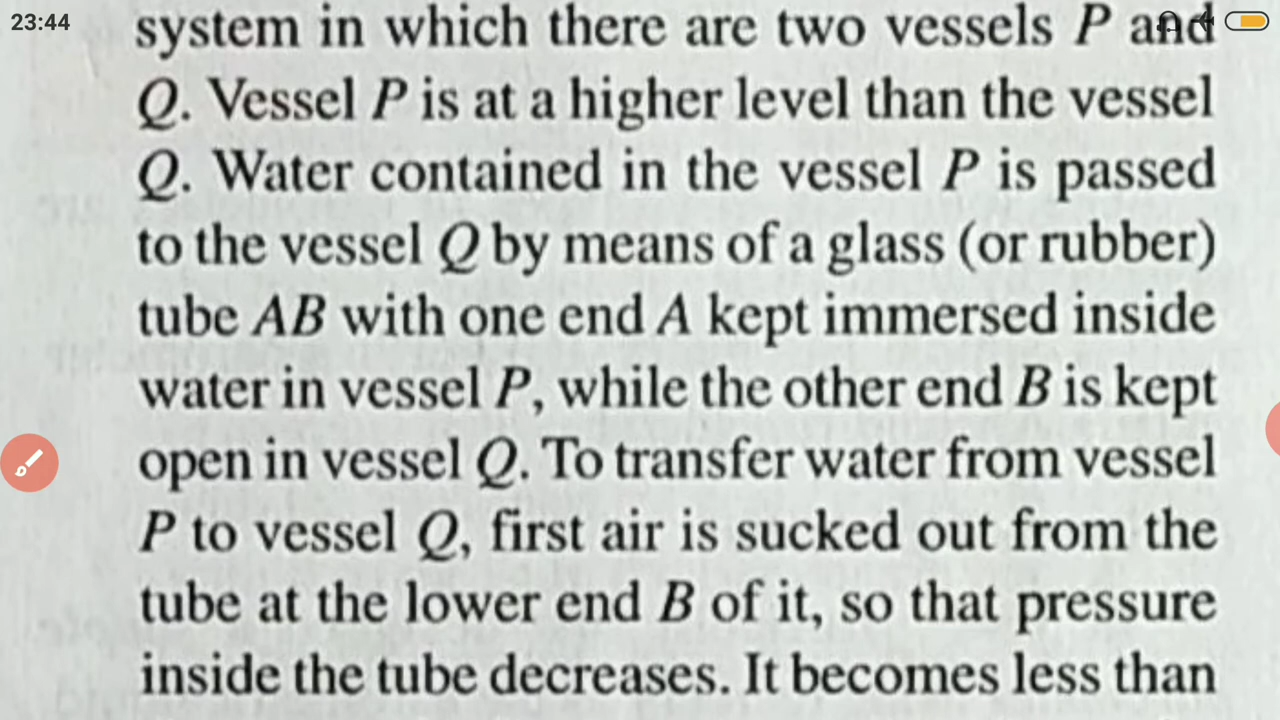 23:44
system in which there are two vessels P and
Q. Vessel P is at a higher level than the vessel
Q. Water contained in the vessel P is passed
to the vessel Q by means of a glass (or rubber)
tube AB with one end A kept immersed inside
water in vessel P, while the other end B is kept
open in vessel Q. To transfer water from vessel
P to vessel Q, first air is sucked out from the
tube at the lower end B of it, so that pressure
inside the tube decreases. It becomes less than